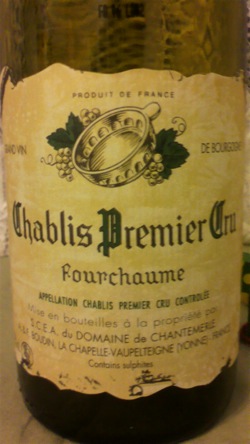 PRODUIT DE FRANCE
GRAND VIN
DE BOURGOGNE
Chablis Premier Cru
Fourchaume
APPELLATION CHABLIS PREMIER CRU CONTROLÉE
Mise en bouteilles à la propriété par
S.C.E.A. du DOMAINE de CHANTEMERLE
BOUDIN, LA CHAPELLE-VAUPELTEIGNE (YONNE) FRANCE
Contains sulphites